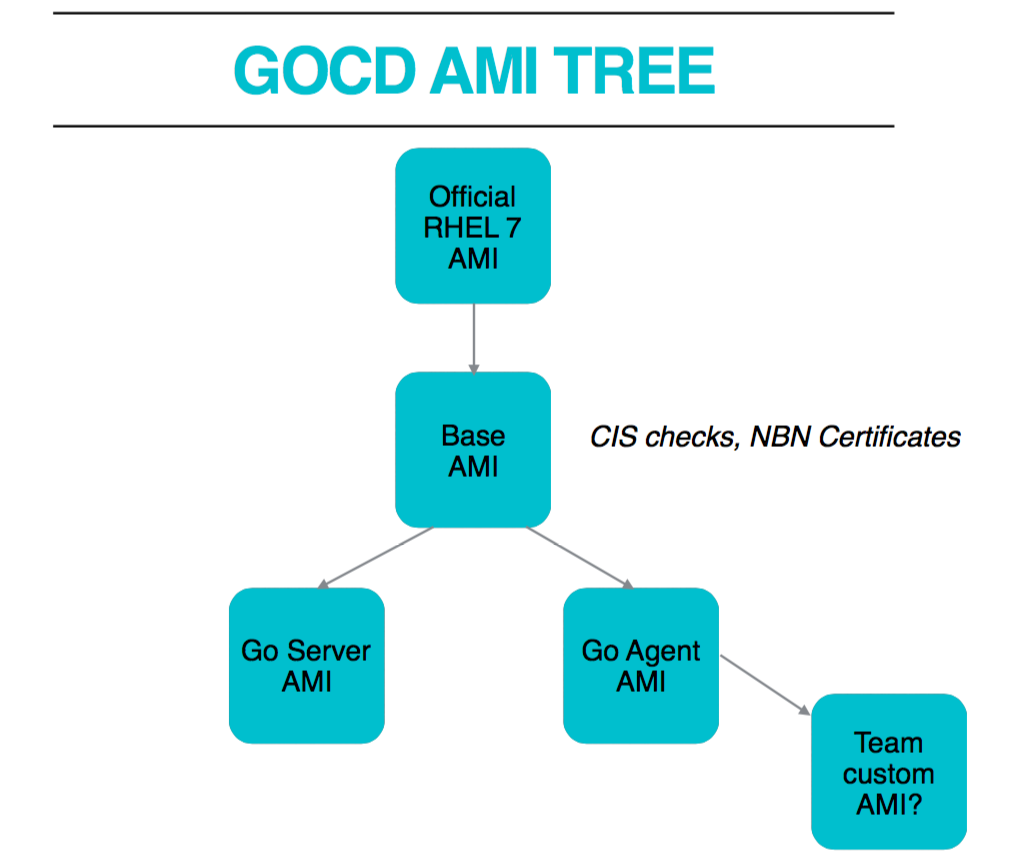 GOCD AMI TREE
Official
RHEL 7
AMI
Base
AMI
CIS checks, NBN Certificates
Go Server
AMI
Go Agent
AMI
Team
custom
AMI?